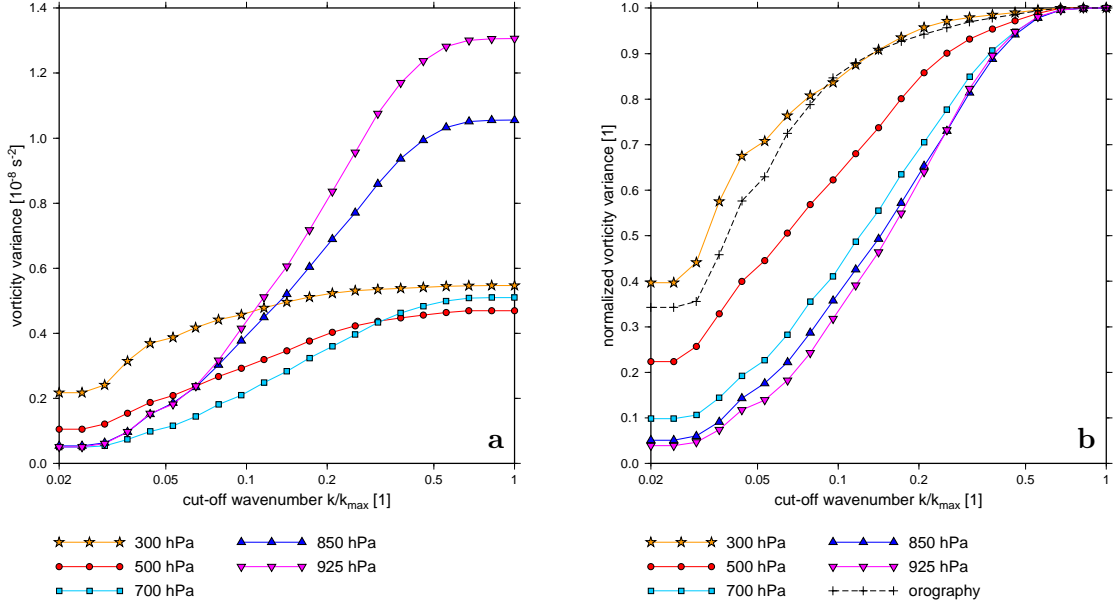 vorticity variance [10⁻⁸ s⁻²]
1.4
1.2
1.0
0.8
0.6
0.4
0.2
0.0
0.02
0.05
0.1
0.2
0.5
1
cut-off wavenumber k/kmax [1]
a
300 hPa
500 hPa
700 hPa
850 hPa
925 hPa
normalized vorticity variance [1]
1.0
0.9
0.8
0.7
0.6
0.5
0.4
0.3
0.2
0.1
0.0
0.02
0.05
0.1
0.2
0.5
1
cut-off wavenumber k/kmax [1]
b
300 hPa
500 hPa
700 hPa
850 hPa
925 hPa
orography